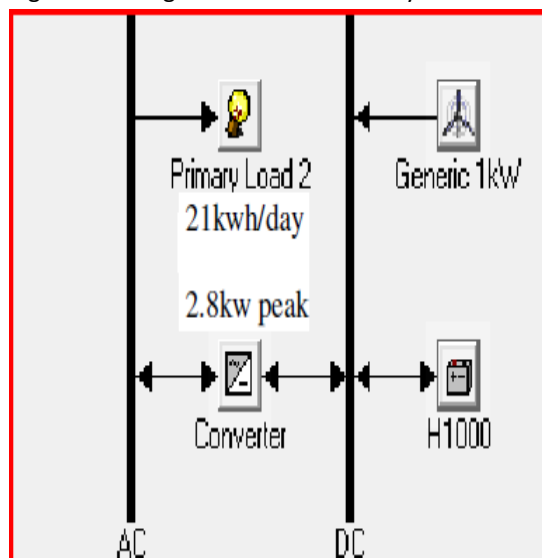 Primary Load 2
Generic 1kW
21kwh/day
2.8kw peak
Converter
H1000
AC
DC